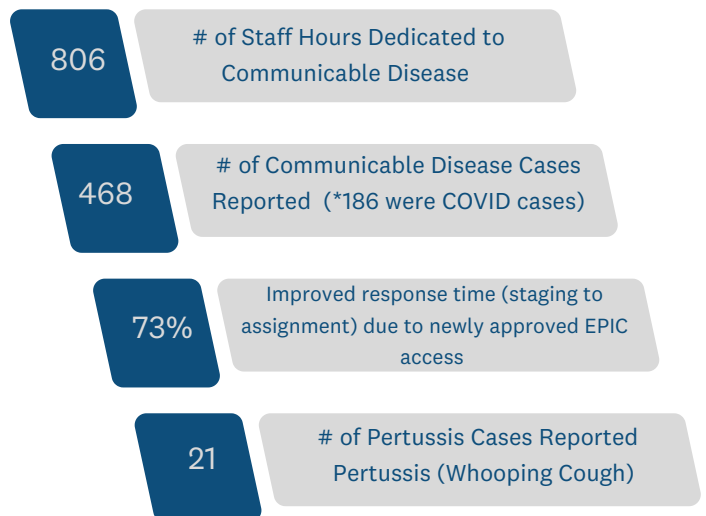 806
# of Staff Hours Dedicated to
Communicable Disease
468
# of Communicable Disease Cases
Reported (*186 were COVID cases)
73%
Improved response time (staging to
assignment) due to newly approved EPIC
access
21
# of Pertussis Cases Reported
Pertussis (Whooping Cough)